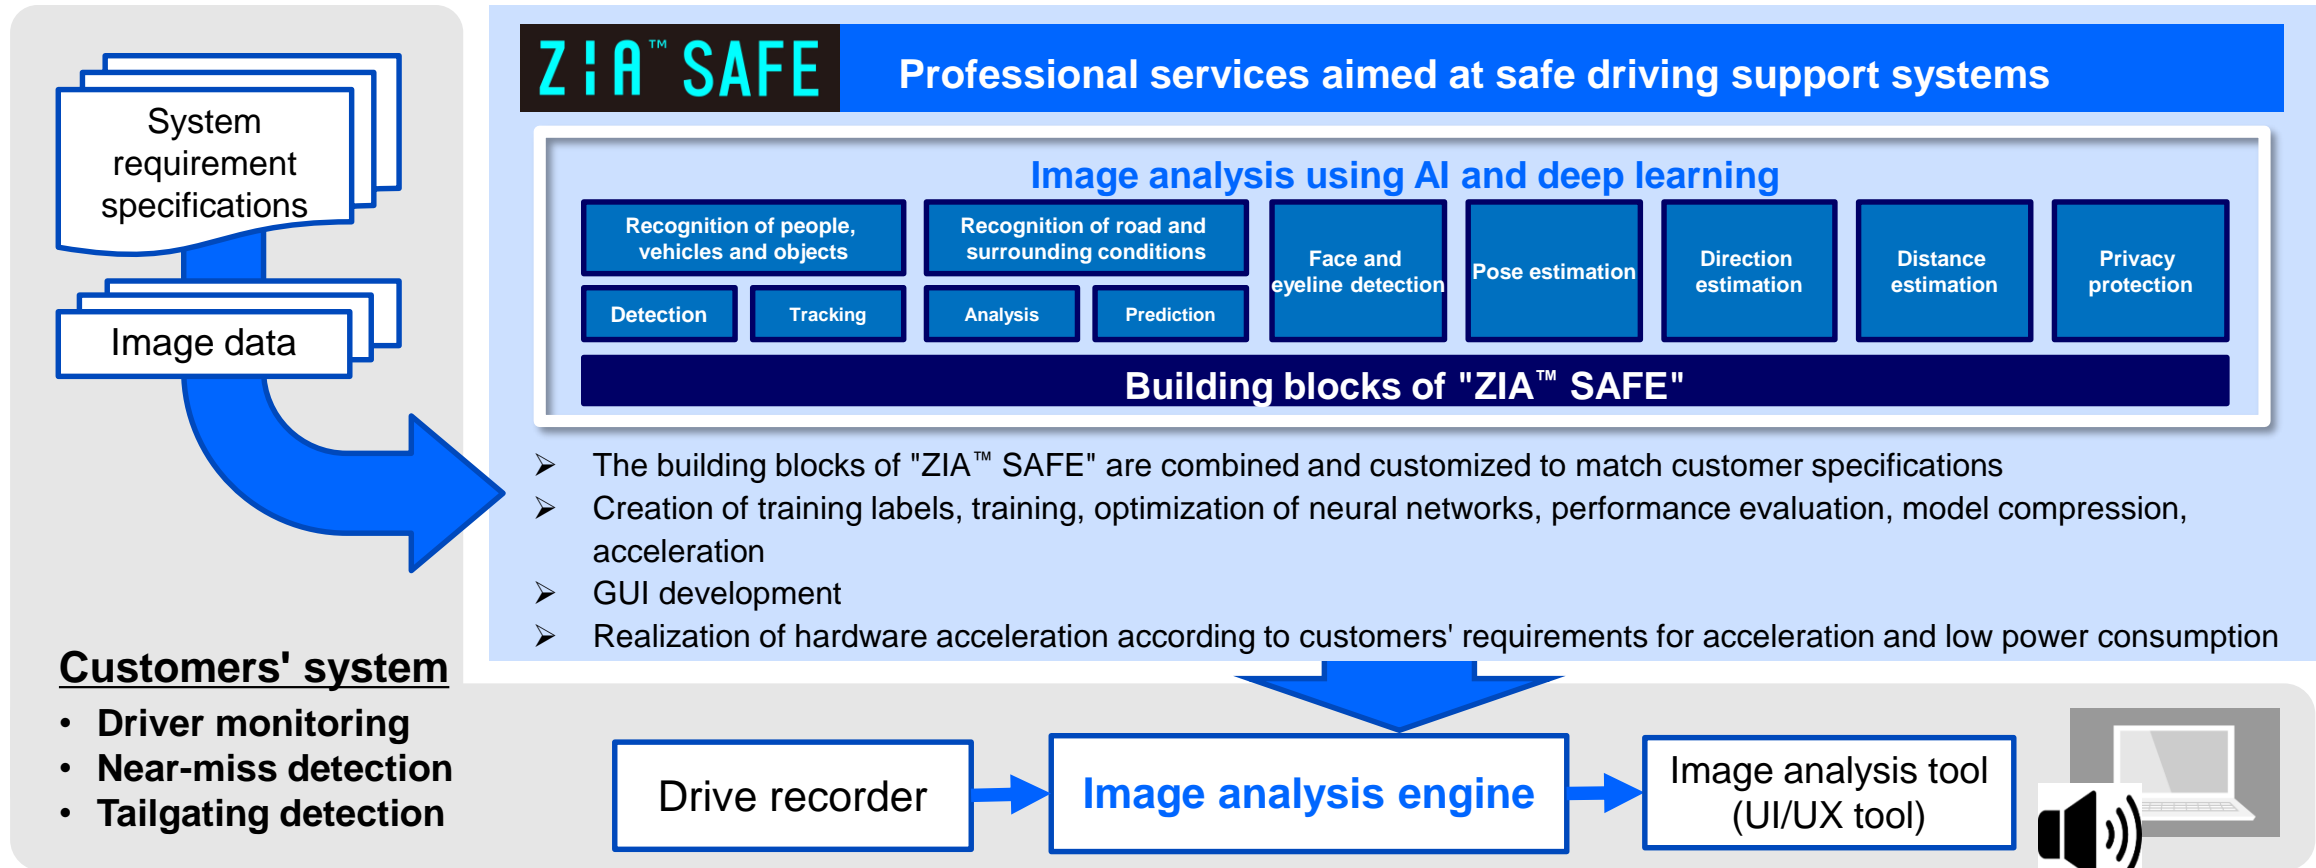 System
requirement
specifications
Image data
Customers' system
• Driver monitoring
• Near-miss detection
• Tailgating detection
ZIA™ SAFE
Professional services aimed at safe driving support systems
Image analysis using AI and deep learning
Recognition of people,
vehicles and objects
Detection
Tracking
Recognition of road and
surrounding conditions
Analysis
Prediction
Face and
eyeline detection
Pose estimation
Direction
estimation
Distance
estimation
Privacy
protection
Building blocks of "ZIA™ SAFE"
➢ The building blocks of "ZIA™ SAFE" are combined and customized to match customer specifications
➢ Creation of training labels, training, optimization of neural networks, performance evaluation, model compression,
acceleration
➢ GUI development
➢ Realization of hardware acceleration according to customers' requirements for acceleration and low power consumption
Drive recorder
Image analysis engine
Image analysis tool
(UI/UX tool)